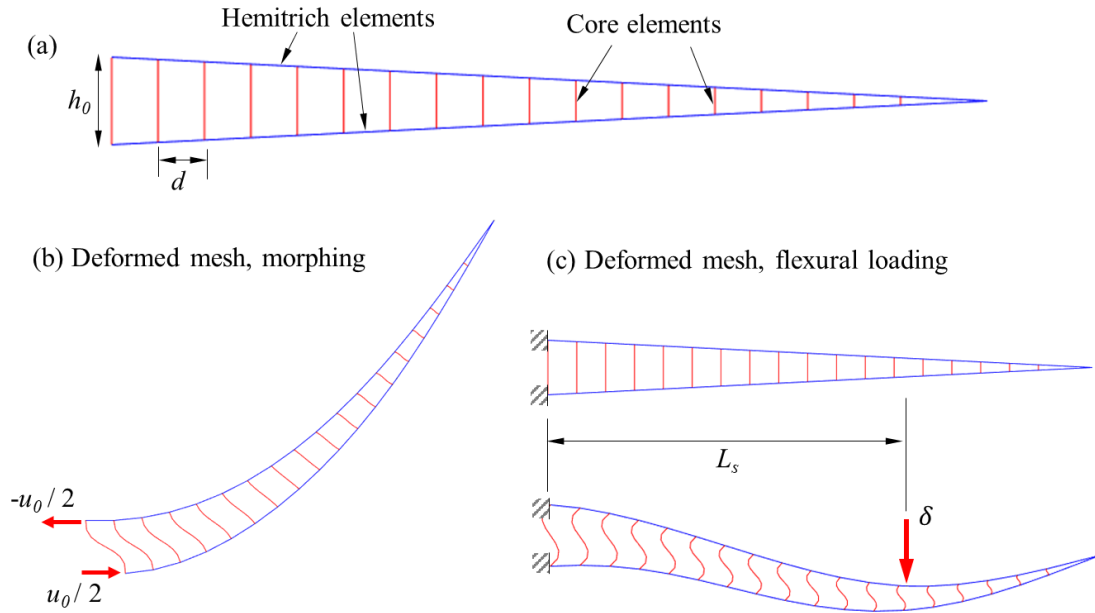 (a)
Hemitrich elements
Core elements
h0
d
(b) Deformed mesh, morphing
-u0 / 2
u0 / 2
(c) Deformed mesh, flexural loading
Ls
δ